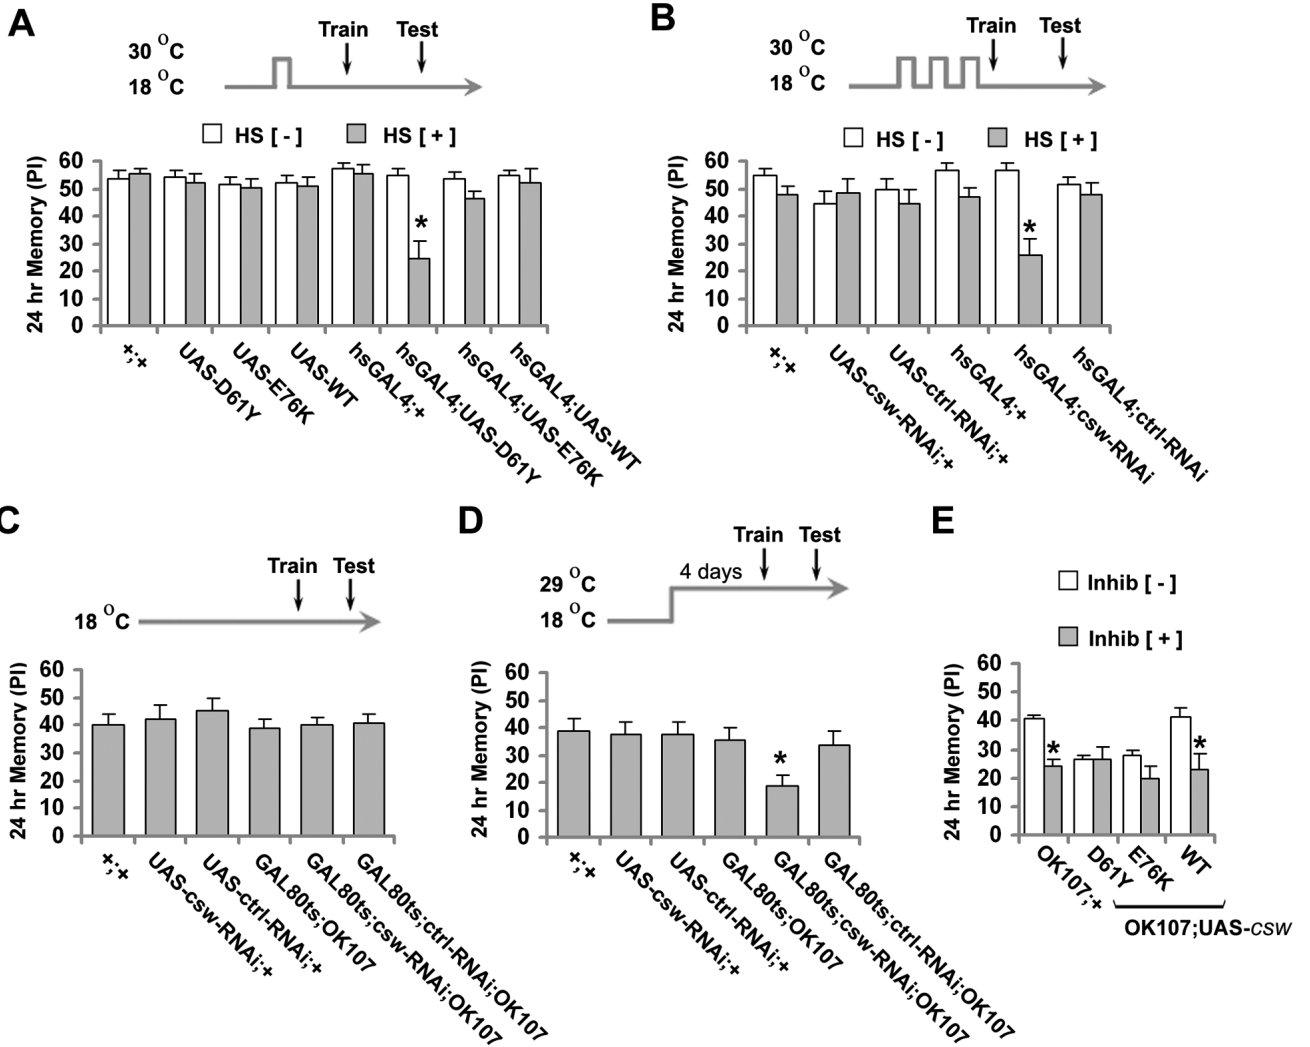 A
Train Test
30 °C
18 °C
HS [ - ] HS [ + ]
24 hr Memory (PI)
60
50
40
30
20
10
0
*
+;+
UAS-D61Y
UAS-E76K
UAS-WT
hsGAL4;+
hsGAL4;UAS-D61Y
hsGAL4;UAS-E76K
hsGAL4;UAS-WT
B
Train Test
30 °C
18 °C
HS [ - ] HS [ + ]
24 hr Memory (PI)
60
50
40
30
20
10
0
*
+;+
UAS-csw-RNAi;+
UAS-ctrl-RNAi;+
hsGAL4;+
hsGAL4;csw-RNAi
hsGAL4;ctrl-RNAi
C
Train Test
18 °C
24 hr Memory (PI)
60
50
40
30
20
10
0
+;+
UAS-csw-RNAi;+
UAS-ctrl-RNAi;+
GAL80ts;OK107
GAL80ts;csw-RNAi;OK107
GAL80ts;ctrl-RNAi;OK107
D
Train Test
4 days
29 °C
18 °C
24 hr Memory (PI)
60
50
40
30
20
10
0
*
+;+
UAS-csw-RNAi;+
UAS-ctrl-RNAi;+
GAL80ts;OK107
GAL80ts;csw-RNAi;OK107
GAL80ts;ctrl-RNAi;OK107
E
Inhib [ - ]
Inhib [ + ]
24 hr Memory (PI)
60
50
40
30
20
10
0
* *
OK107;+
D61Y
E76K
WT
OK107;UAS-csw